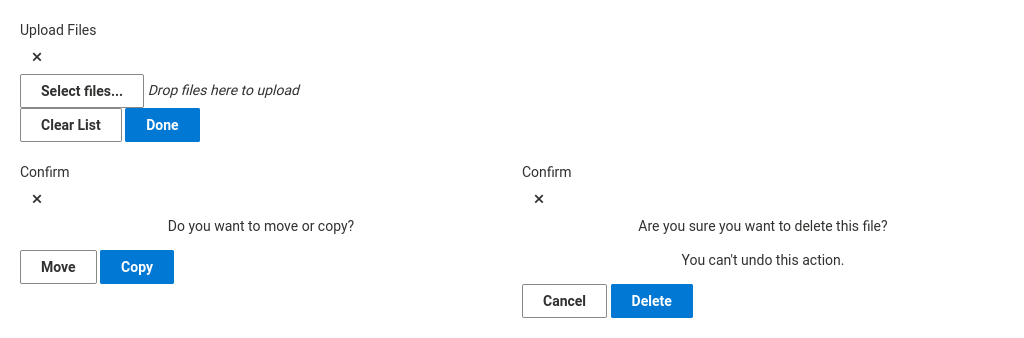 Upload Files
×
Select files... Drop files here to upload
Clear List Done
Confirm
×
Do you want to move or copy?
Move Copy
Confirm
×
Are you sure you want to delete this file?
You can't undo this action.
Cancel Delete